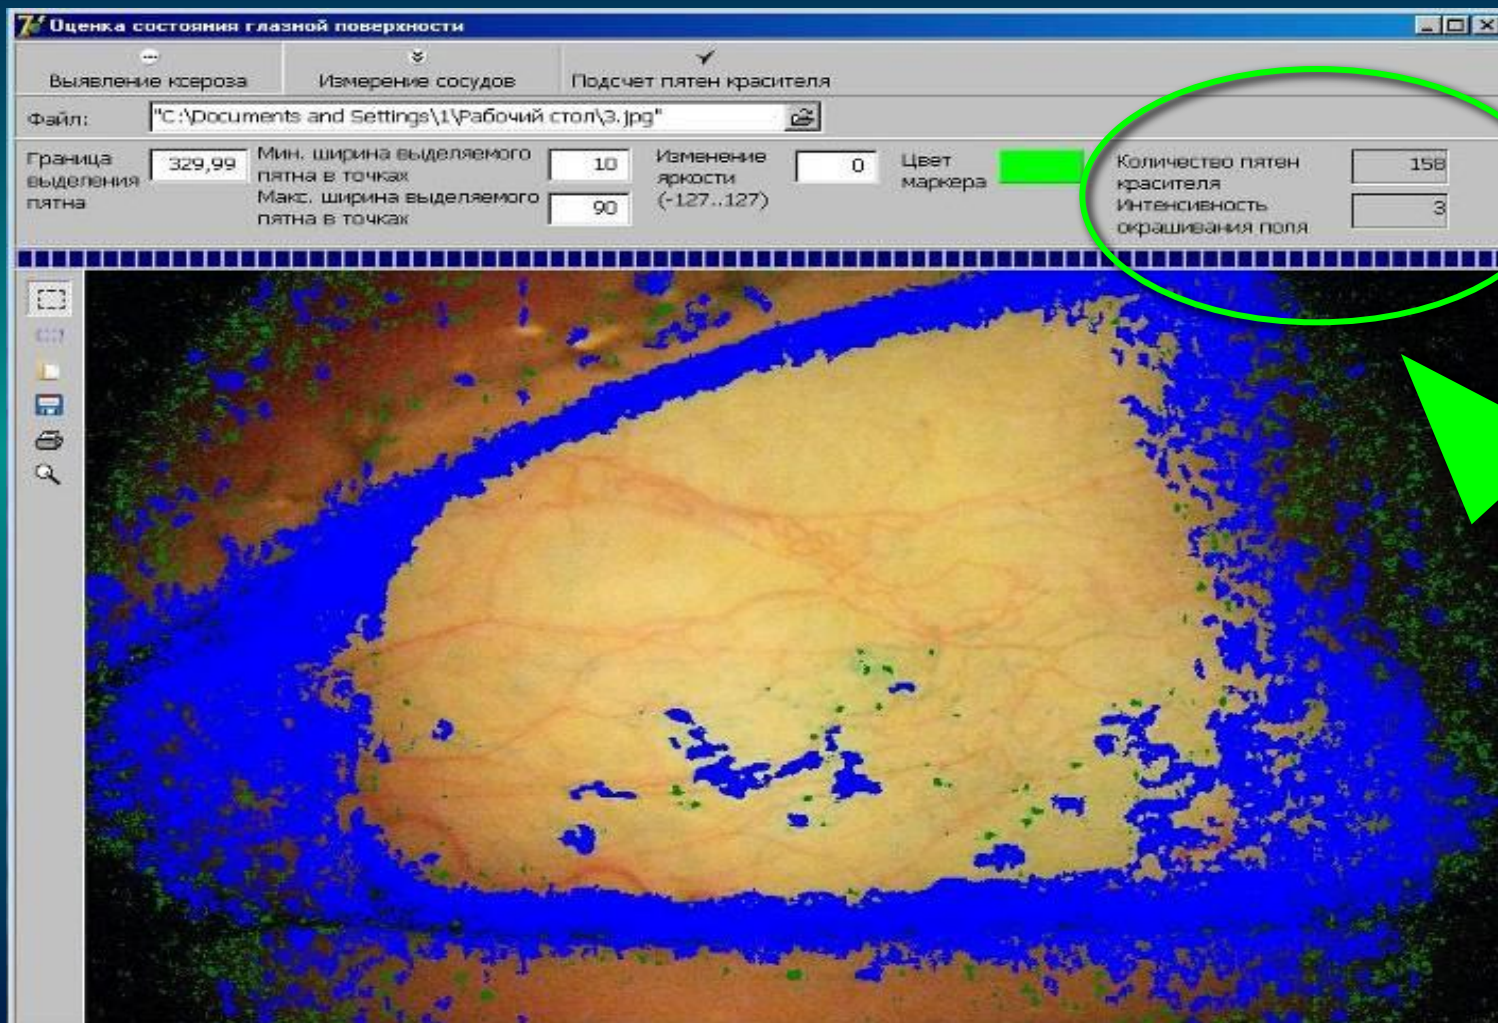 Оценка состояния глазной поверхности
Выявление ксероза
Измерение сосудов
Подсчет пятен красителя
Файл:
"C:\Documents and Settings\1\Рабочий стол\3.jpg"
Граница
выделения
пятна
329,99
Мин. ширина выделяемого
пятна в точках
10
Макс. ширина выделяемого
пятна в точках
90
Изменение
яркости
(-127..127)
0
Цвет
маркера
Количество пятен
красителя
158
Интенсивность
окрашивания поля
3